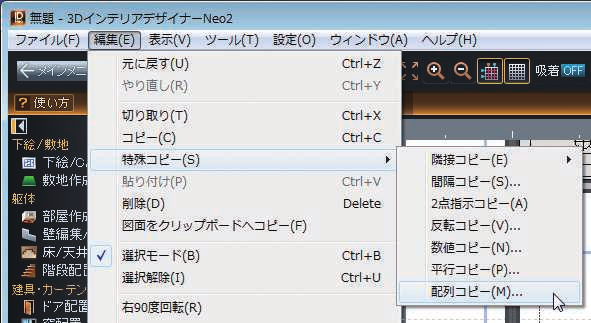 無題 - 3DインテリアデザイナーNeo2
ファイル(F) 編集(E) 表示(V) ツール(T) 設定(O) ウィンドウ(A) ヘルプ(H)
メインメニ
吸着 OFF
? 使い方
下絵/敷地
下絵/CA
敷地作成
躯体
部屋作成
壁編集/
床/天井
階段配置
建具・カーテン
ドア配置
窓配置
元に戻す(U) Ctrl+Z
やり直し(R) Ctrl+Y
切り取り(T) Ctrl+X
コピー(C) Ctrl+C
特殊コピー(S)
貼り付け(P) Ctrl+V
削除(D) Delete
図面をクリップボードへコピー(F)
選択モード(B) Ctrl+B
選択解除(I) Ctrl+U
右90度回転(R)
隣接コピー(E)
間隔コピー(S)...
2点指示コピー(A)
反転コピー(V)...
数値コピー(N)...
平行コピー(P)...
配列コピー(M)...